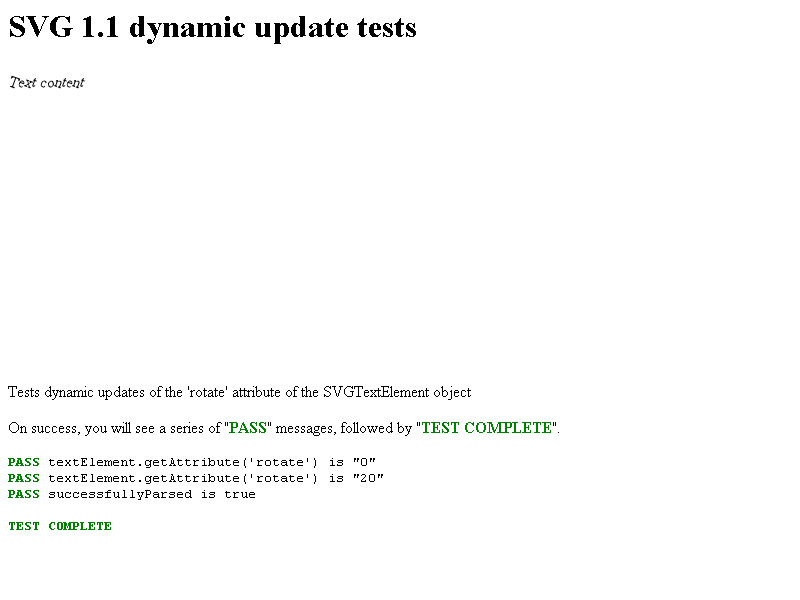 SVG 1.1 dynamic update tests
Text content
Tests dynamic updates of the 'rotate' attribute of the SVGTextElement object
On success, you will see a series of "PASS" messages, followed by "TEST COMPLETE".
PASS textElement.getAttribute('rotate') is "0"
PASS textElement.getAttribute('rotate') is "20"
PASS successfullyParsed is true
TEST COMPLETE